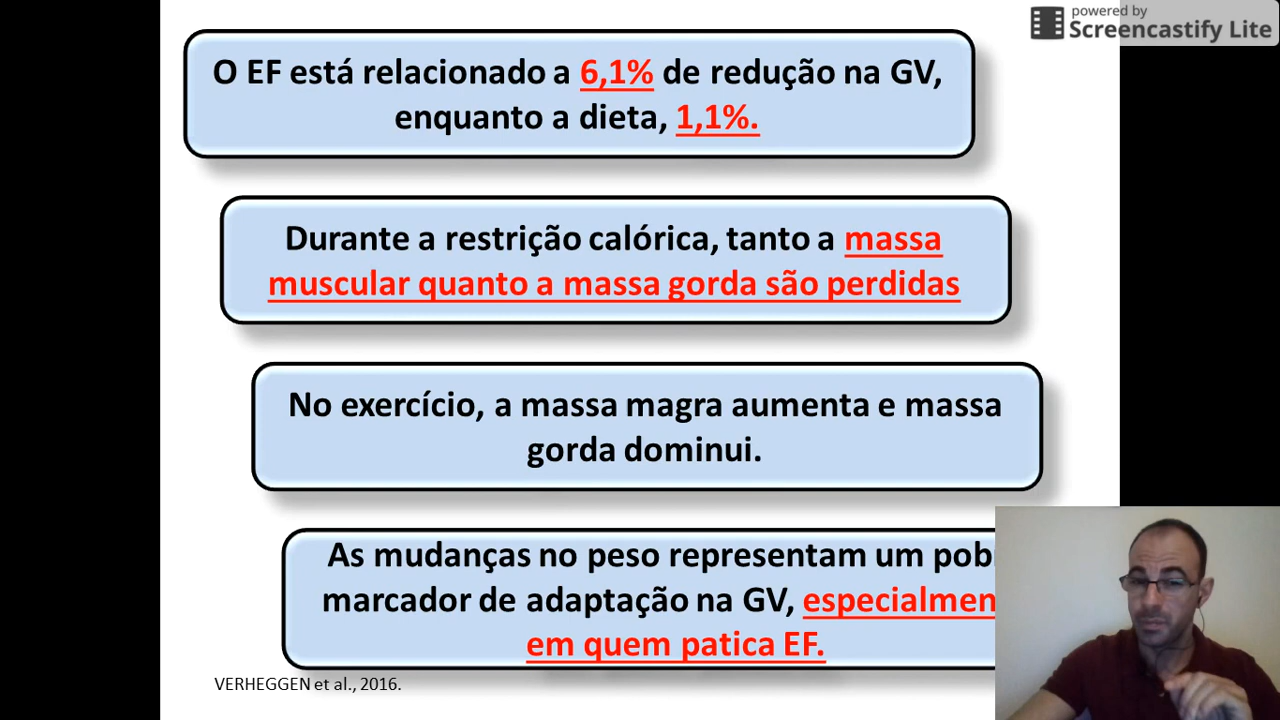 powered by
Screencastify Lite
O EF está relacionado a 6,1% de redução na GV,
enquanto a dieta, 1,1%.
Durante a restrição calórica, tanto a massa
muscular quanto a massa gorda são perdidas
No exercício, a massa magra aumenta e massa
gorda dominui.
As mudanças no peso representam um pob
marcador de adaptação na GV, especialmen
em quem patica EF.
VERHEGGEN et al., 2016.